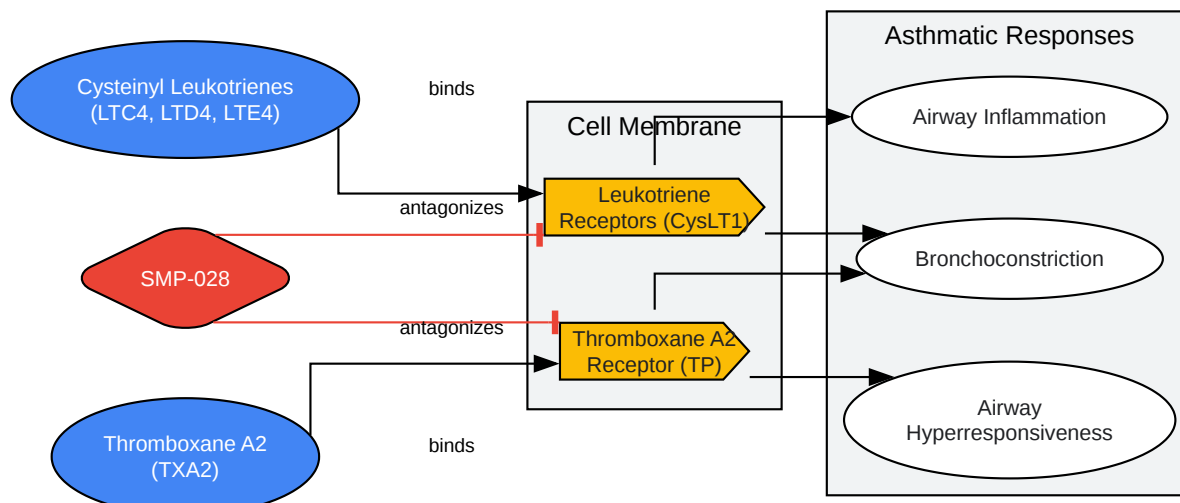 Asthmatic Responses
Cysteinyl Leukotrienes
(LTC4, LTD4, LTE4)
binds
Airway Inflammation
Cell Membrane
Leukotriene
Receptors (CysLT1)
antagonizes
SMP-028
Bronchoconstriction
antagonizes
Thromboxane A2
Receptor (TP)
Airway
Hyperresponsiveness
Thromboxane A2
(TXA2)
binds